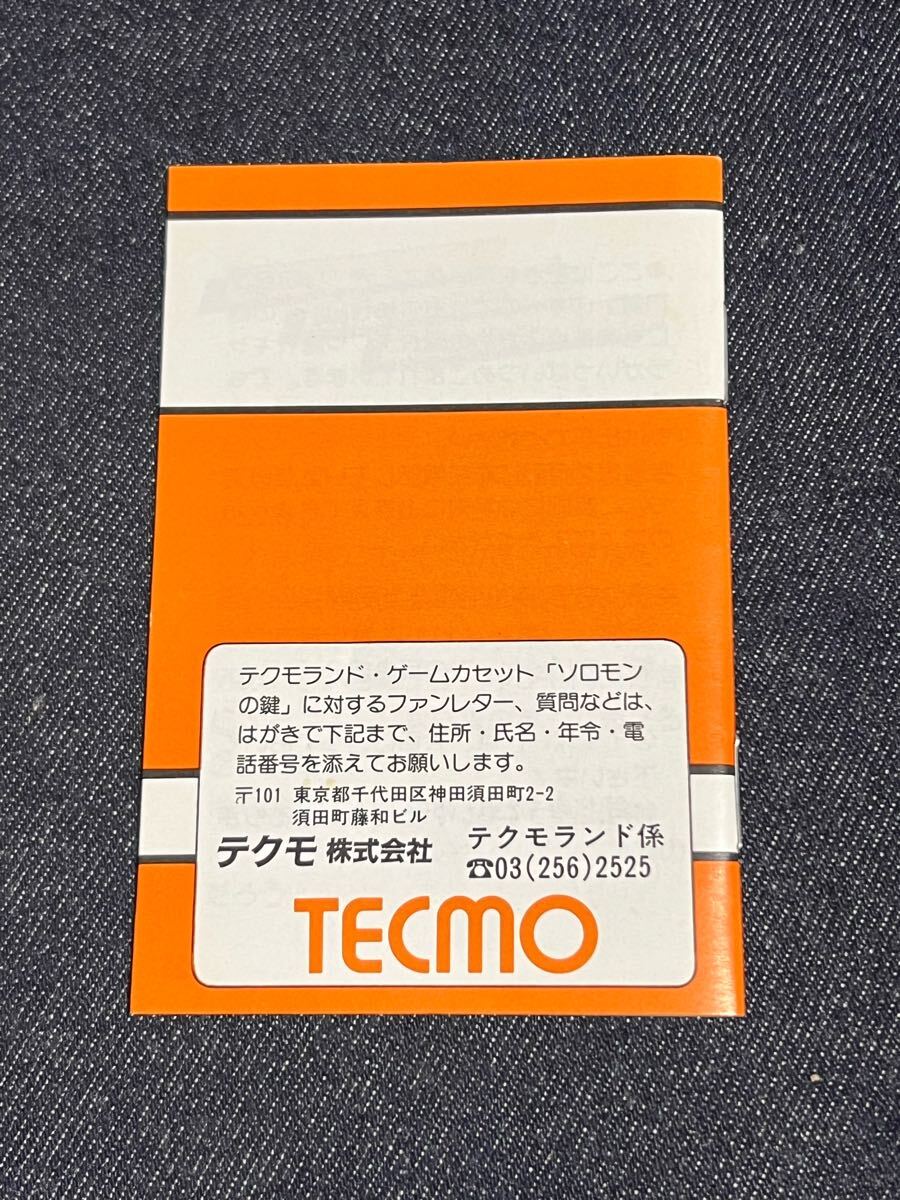 テクモランド・ゲームカセット「ソロモン
の鍵」に対するファンレター、質問などは、
はがきで下記まで、住所・氏名・年令・電
話番号を添えてお願いします。
〒101 東京都千代田区神田須田町2-2
須田町藤和ビル
テクモ 株式会社 テクモランド係
☎03(256)2525
TECMO